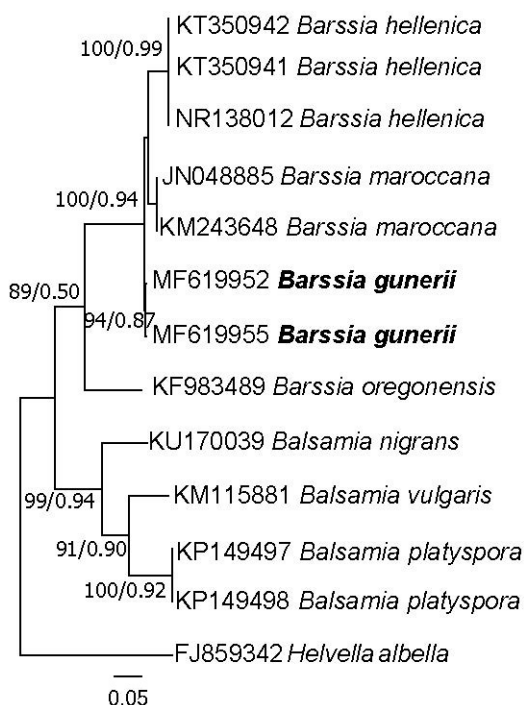 KT350942 Barssia hellenica
100/0.99
KT350941 Barssia hellenica
NR138012 Barssia hellenica
JN048885 Barssia maroccana
100/0.94
KM243648 Barssia maroccana
MF619952 Barssia gunerii
89/0.50
94/0.87
MF619955 Barssia gunerii
KF983489 Barssia oregonensis
KU170039 Balsamia nigrans
99/0.94
KM115881 Balsamia vulgaris
91/0.90
KP149497 Balsamia platyspora
100/0.92
KP149498 Balsamia platyspora
FJ859342 Helvella albella
0.05